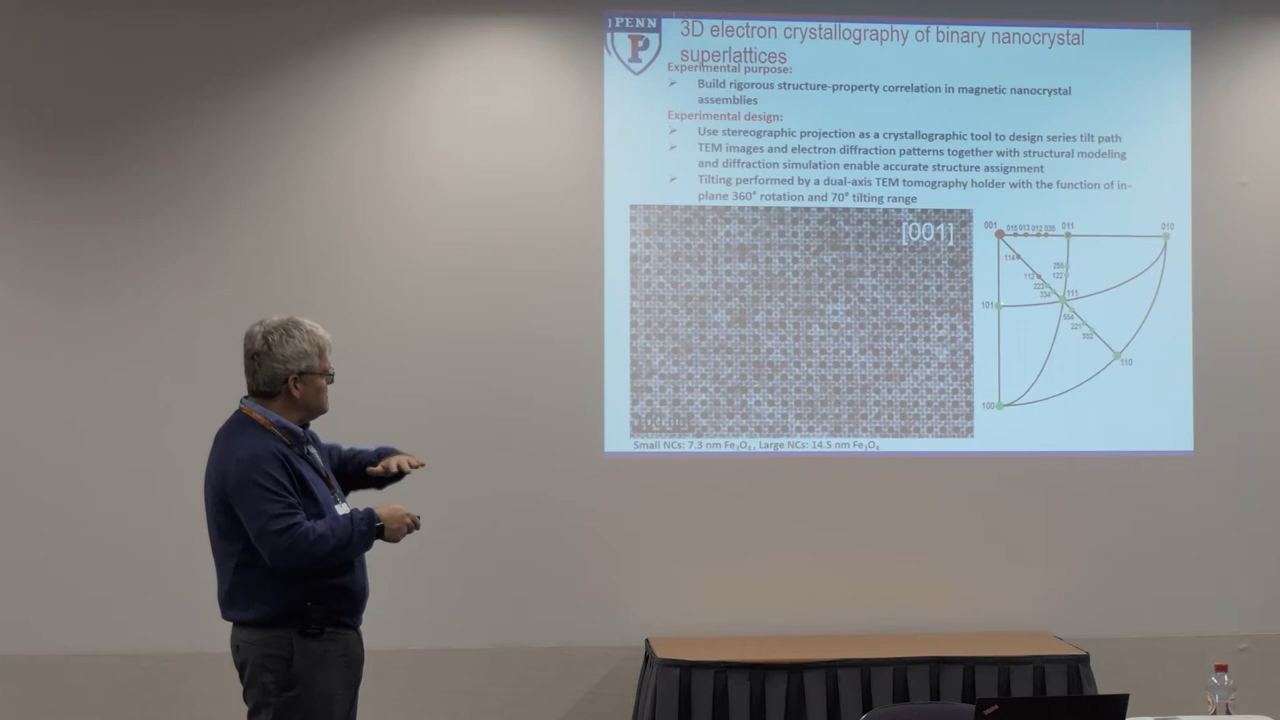 PENN
P
3D electron crystallography of binary nanocrystal
superlattices
Experimental purpose:
Build rigorous structure-property correlation in magnetic nanocrystal
assemblies
Experimental design:
Use stereographic projection as a crystallographic tool to design series tilt path
TEM images and electron diffraction patterns together with structural modeling
and diffraction simulation enable accurate structure assignment
Tilting performed by a dual-axis TEM tomography holder with the function of in-
plane 360° rotation and 70° tilting range
[001]
100 nm
Small NCs: 7.3 nm Fe₃O₄, Large NCs: 14.5 nm Fe₃O₄
001 015 013 012 035 011 010
114
112 122
111
101
554
221
110
100